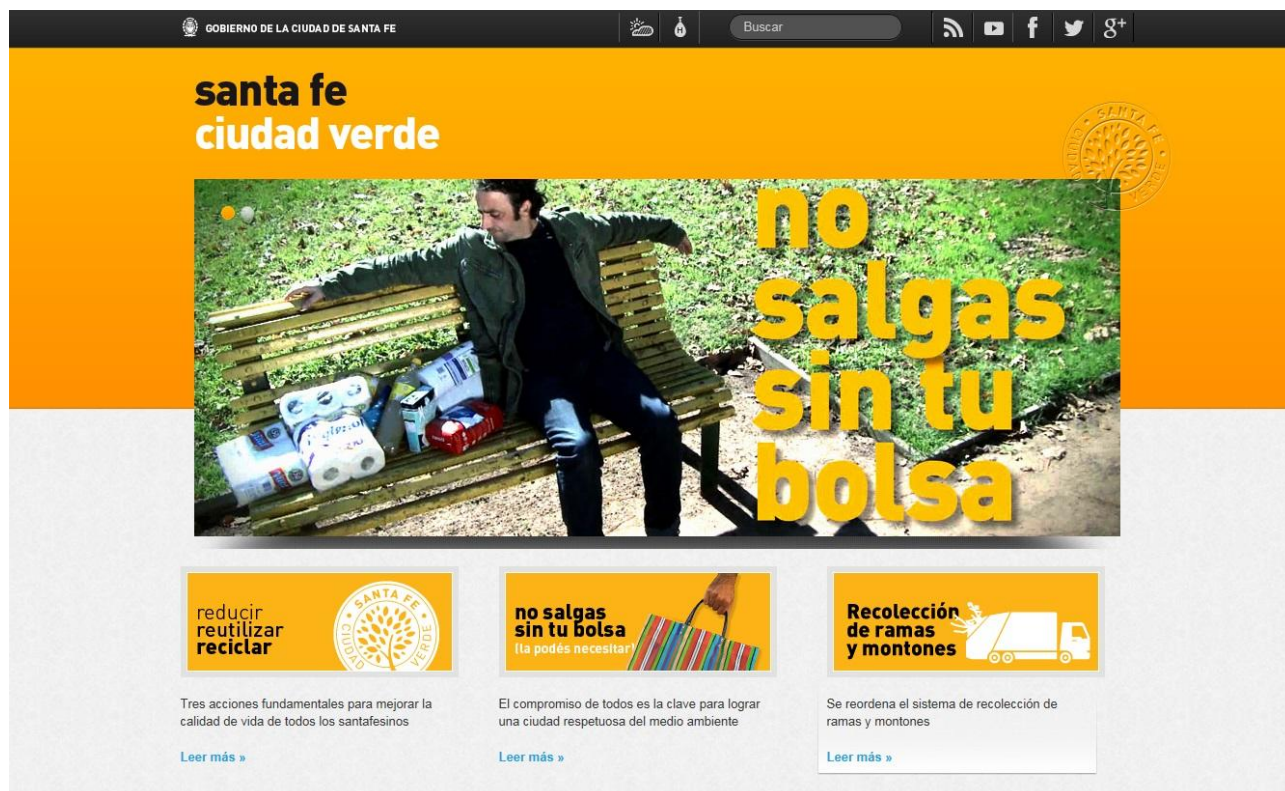 GOBIERNO DE LA CIUDAD DE SANTA FE
H
Buscar
f
g+
santa fe
ciudad verde
SANTA FE
CIUDAD
no
salgas
sin tu
bolsa
reducir
reutilizar
reciclar
SANTA FE
CIUDAD VERDE
no salgas
sin tu bolsa
(la podés necesitar)
Recolección
de ramas
y montones
Tres acciones fundamentales para mejorar la
calidad de vida de todos los santafesinos
El compromiso de todos es la clave para lograr
una ciudad respetuosa del medio ambiente
Se reordena el sistema de recolección de
ramas y montones
Leer más »
Leer más »
Leer más »